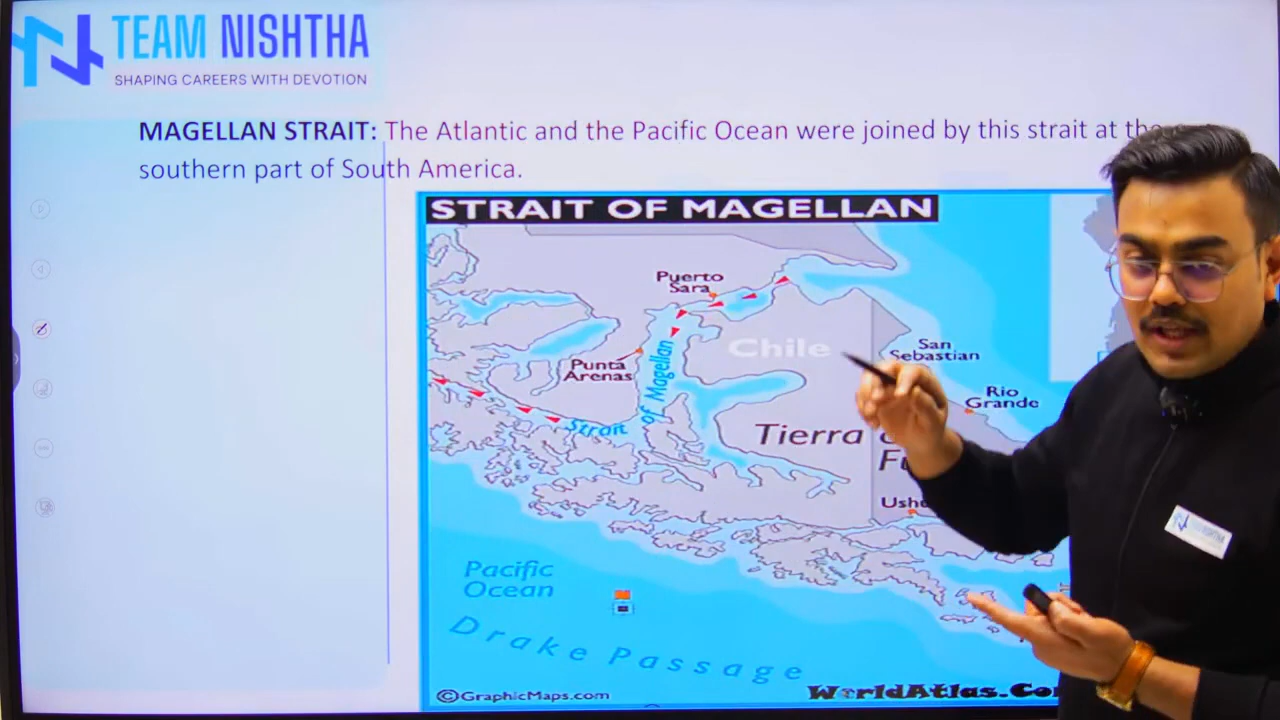 TEAM NISHTHA
SHAPING CAREERS WITH DEVOTION
MAGELLAN STRAIT: The Atlantic and the Pacific Ocean were joined by this strait at the
southern part of South America.
STRAIT OF MAGELLAN
Puerto
Sara
Chile
San
Sebastian
Punta
Arenas
of Magellan
Rio
Grande
Strait
Tierra
Pacific
Ocean
Drake Passage
©GraphicMaps.com
WorldAtlas.Co